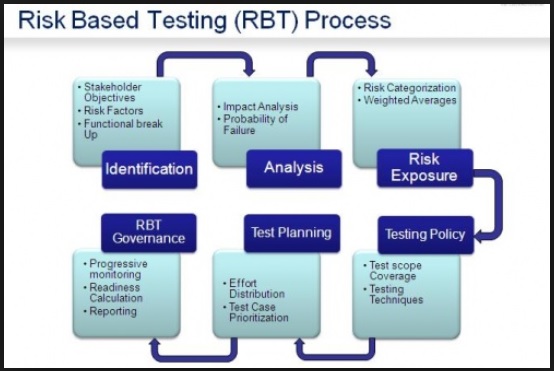 Risk Based Testing (RBT) Process
• Stakeholder
Objectives
• Risk Factors
• Functional break
Up
Identification
• Impact Analysis
• Probability of
Failure
Analysis
• Risk Categorization
• Weighted Averages
Risk
Exposure
RBT
Governance
• Progressive
monitoring
• Readiness
Calculation
• Reporting
Test Planning
• Effort
Distribution
• Test Case
Prioritization
Testing Policy
• Test scope
Coverage
• Testing
Techniques